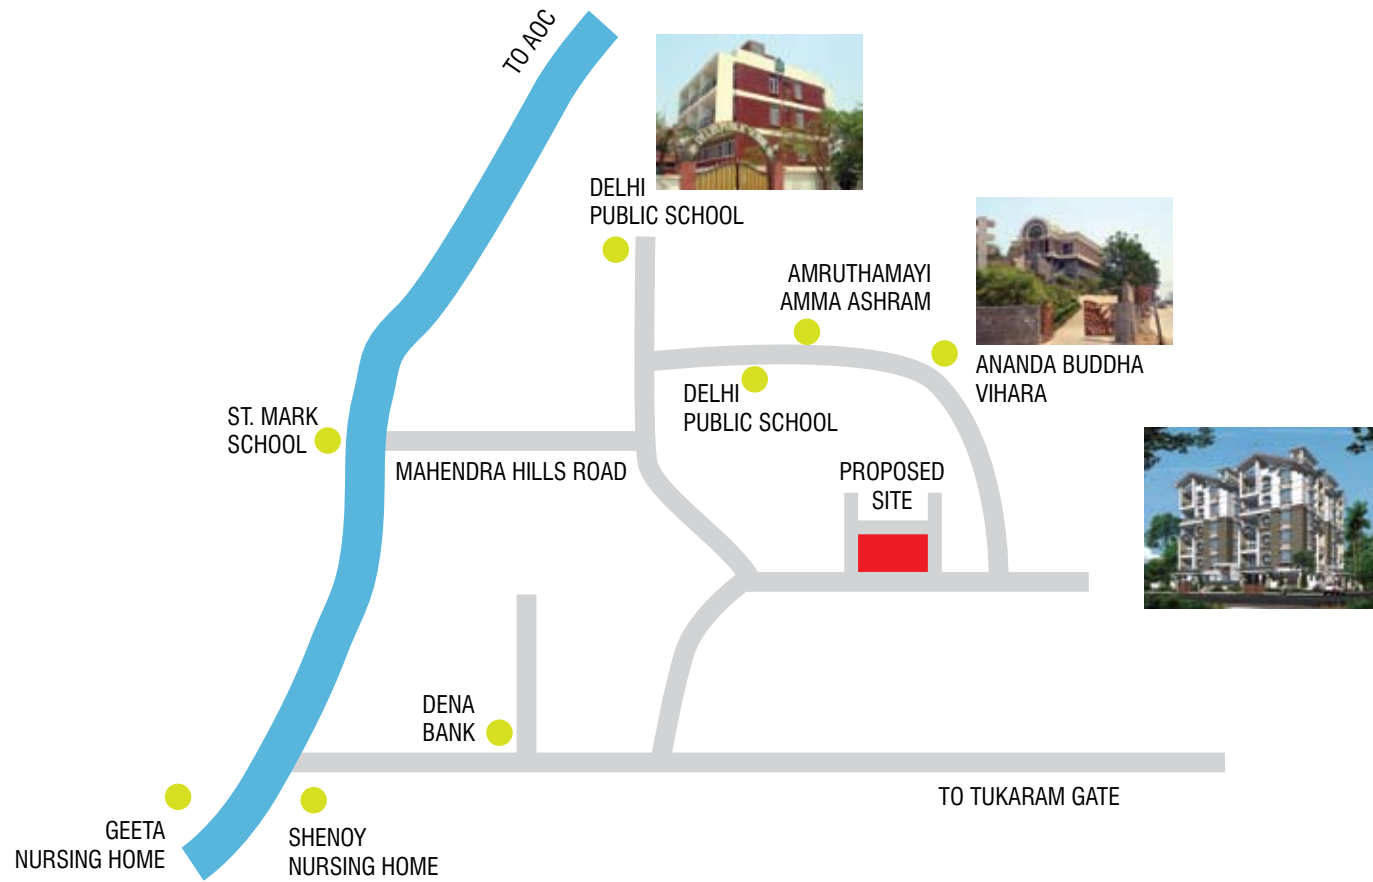 TO AOC
DELHI
PUBLIC SCHOOL
AMRUTHAMAYI
AMMA ASHRAM
ANANDA BUDDHA
VIHARA
DELHI
PUBLIC SCHOOL
ST. MARK
SCHOOL
MAHENDRA HILLS ROAD
PROPOSED
SITE
DENA
BANK
TO TUKARAM GATE
GEETA
NURSING HOME
SHENOY
NURSING HOME